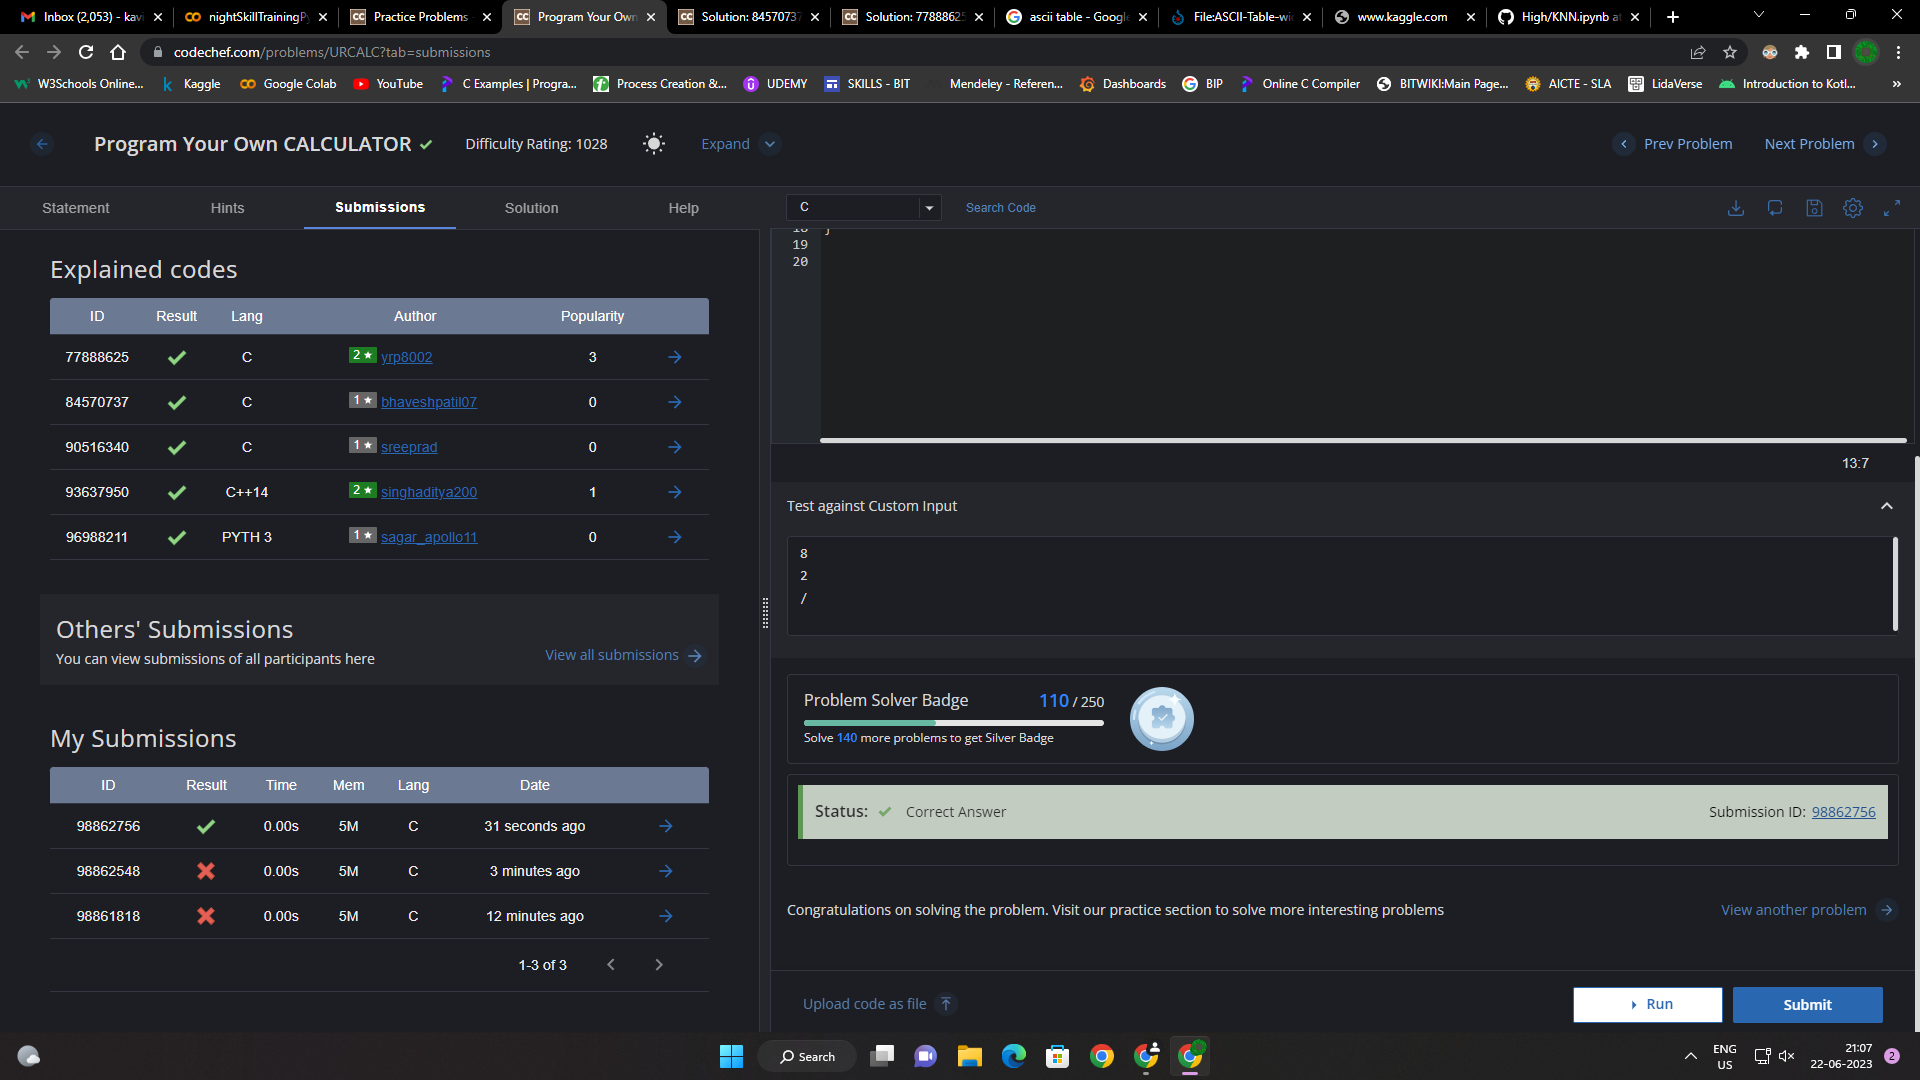 Inbox (2,053) - kavi
nightSkillTrainingP
Practice Problems
Program Your Own
Solution: 84570737
Solution: 77888625
ascii table - Google
File:ASCII-Table-wi
www.kaggle.com
High/KNN.ipynb at
codechef.com/problems/URCALC?tab=submissions
W3Schools Online...
Kaggle
Google Colab
YouTube
C Examples | Progra...
Process Creation &...
UDEMY
SKILLS - BIT
Mendeley - Referen...
Dashboards
BIP
Online C Compiler
BITWIKI:Main Page...
AICTE - SLA
LidaVerse
Introduction to Kotl...
»
Program Your Own CALCULATOR
Difficulty Rating: 1028
Expand
Prev Problem
Next Problem
Statement
Hints
Submissions
Solution
Help
C
Search Code
18 }
19
20
13:7
Explained codes
ID Result Lang Author Popularity
77888625 C 2★ yrp8002 3
84570737 C 1★ bhaveshpatil07 0
90516340 C 1★ sreeprad 0
93637950 C++14 2★ singhaditya200 1
96988211 PYTH 3 1★ sagar_apollo11 0
Others' Submissions
You can view submissions of all participants here
View all submissions
My Submissions
ID Result Time Mem Lang Date
98862756 0.00s 5M C 31 seconds ago
98862548 0.00s 5M C 3 minutes ago
98861818 0.00s 5M C 12 minutes ago
1-3 of 3
Test against Custom Input
8
2
/
Problem Solver Badge
110 / 250
Solve 140 more problems to get Silver Badge
Status: Correct Answer
Submission ID: 98862756
Congratulations on solving the problem. Visit our practice section to solve more interesting problems
View another problem
Upload code as file
Run
Submit
Search
ENG
US
21:07
22-06-2023
2